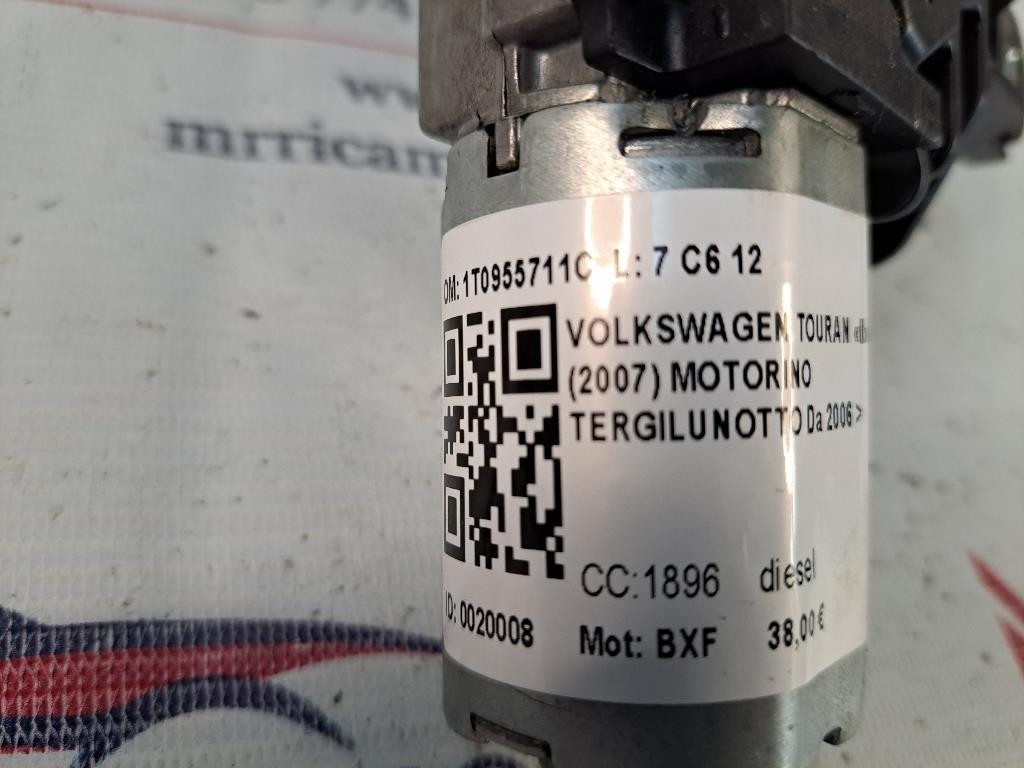 mrricam
OM: 1T0955711C L: 7 C6 12
VOLKSWAGEN TOURAN
(2007) MOTORINO
TERGILUNOTTO Da 2006 >
CC:1896 diesel
ID: 0020008
Mot: BXF 38,00 €